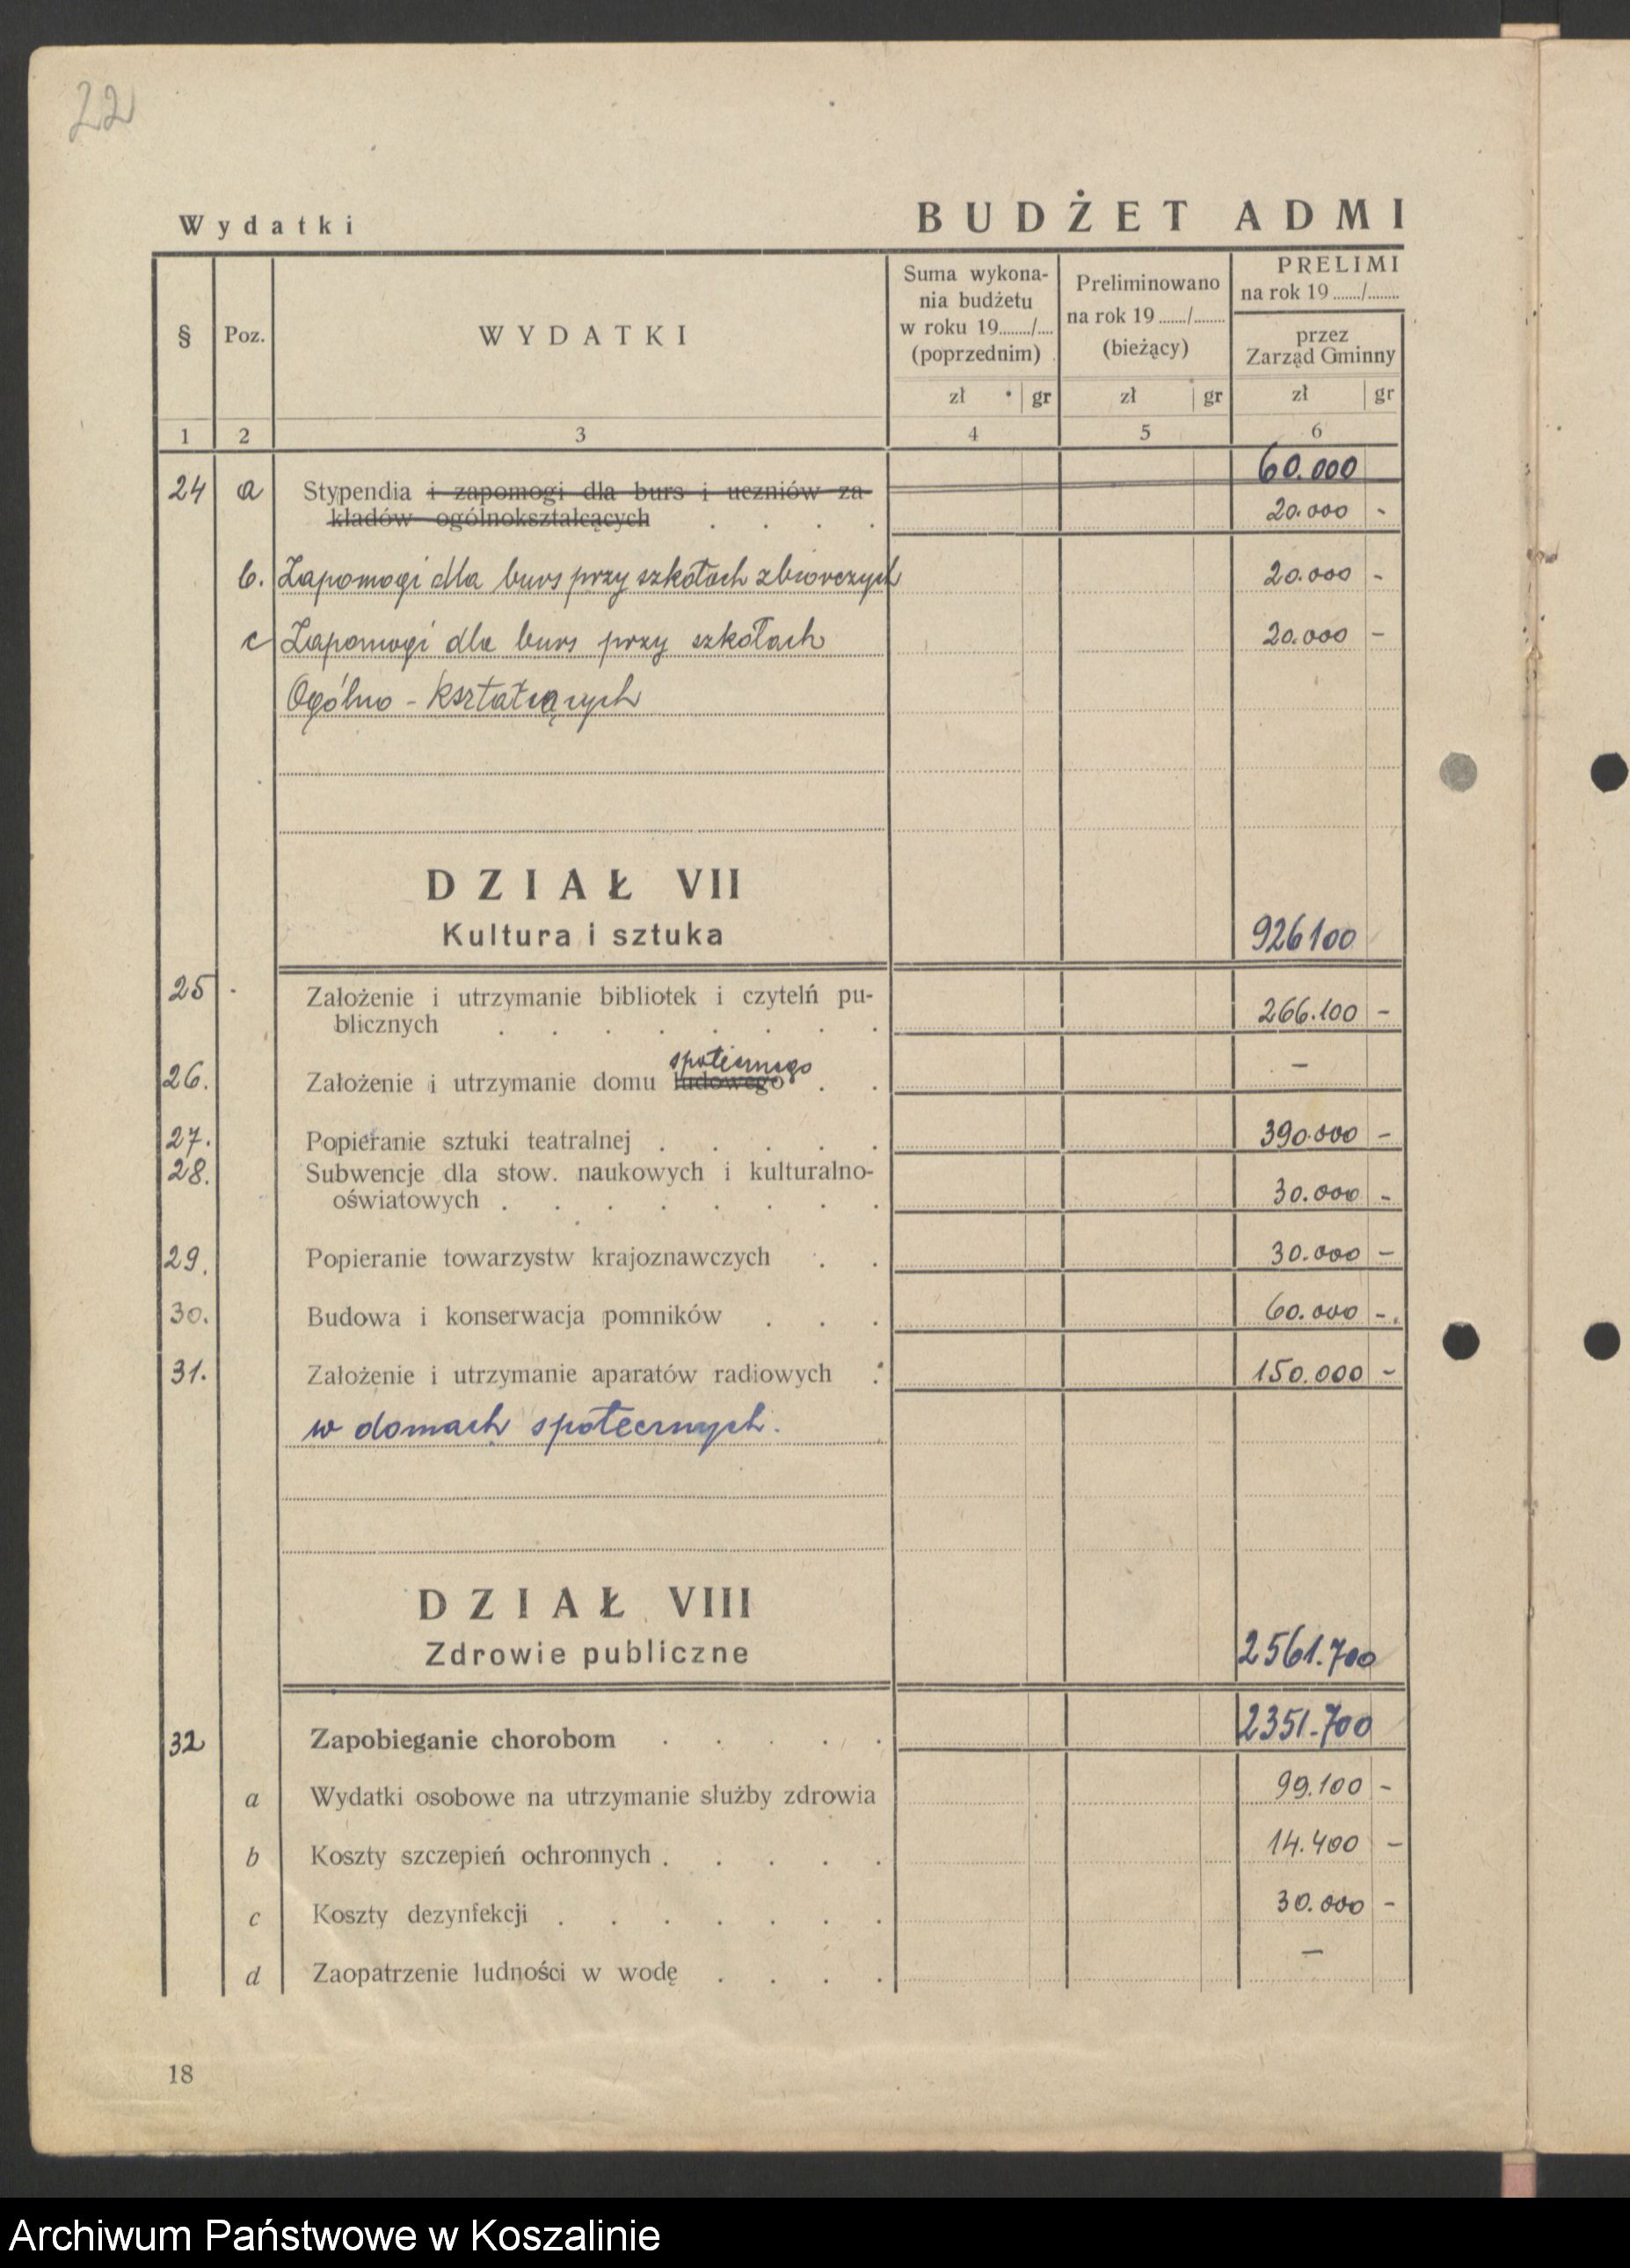 22
Wydatki BUDŻET ADMI
§ Poz. WYDATKI Suma wykona- Preliminowano PRELIMI
nia budżetu na rok 19....../....... na rok 19....../.......
w roku 19......./.... (bieżący) przez
(poprzednim) Zarząd Gminny
zł gr zł gr zł gr
1 2 3 4 5 6
60.000
24 a Stypendia i zapomogi dla burs i uczniów za-
kładów ogólnokształcących . . . . 20.000 -
b. Zapomogi dla burs przy szkołach zbiorczych 20.000 -
c Zapomogi dla burs przy szkołach 20.000 -
Ogólno - kształcących
DZIAŁ VII
Kultura i sztuka 926100
25 . Założenie i utrzymanie bibliotek i czytelń pu-
blicznych . . . . . . . . 266.100 -
społecznego
26. Założenie i utrzymanie domu ludowego . . -
27. Popieranie sztuki teatralnej . . . . . 390.000 -
28. Subwencje dla stow. naukowych i kulturalno-
oświatowych . . . . . . . . 30.000 -
29. Popieranie towarzystw krajoznawczych . . 30.000 -
30. Budowa i konserwacja pomników . . . 60.000 -
31. Założenie i utrzymanie aparatów radiowych . 150.000 -
w domach społecznych.
DZIAŁ VIII
Zdrowie publiczne 2561.700
32 Zapobieganie chorobom . . . . . 2351.700
a Wydatki osobowe na utrzymanie służby zdrowia 99.100 -
b Koszty szczepień ochronnych . . . . . 14.400 -
c Koszty dezynfekcji . . . . . . . 30.000 -
d Zaopatrzenie ludności w wodę . . . . -
18
Archiwum Państwowe w Koszalinie